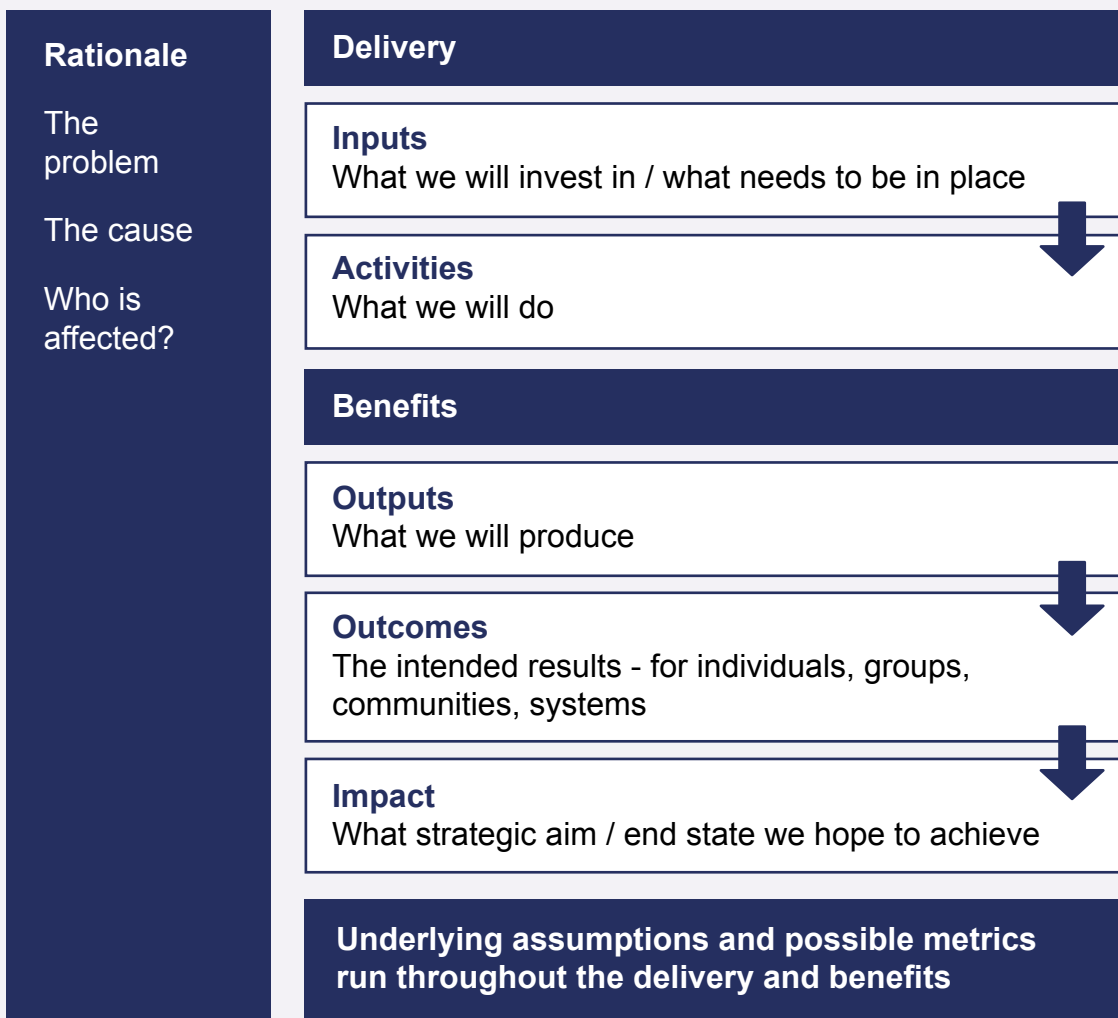 Rationale
The
problem
The cause
Who is
affected?
Delivery
Inputs
What we will invest in / what needs to be in place
Activities
What we will do
Benefits
Outputs
What we will produce
Outcomes
The intended results - for individuals, groups,
communities, systems
Impact
What strategic aim / end state we hope to achieve
Underlying assumptions and possible metrics
run throughout the delivery and benefits